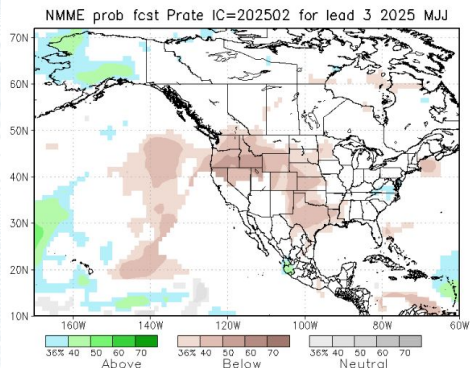 NMME prob fcst Prate IC=202502 for lead 3 2025 MJJ
70N
60N
50N
40N
30N
20N
10N
160W 140W 120W 100W 80W 60W
36% 40 50 60 70 36% 40 50 60 70 36% 40 50 60 70
Above Below Neutral